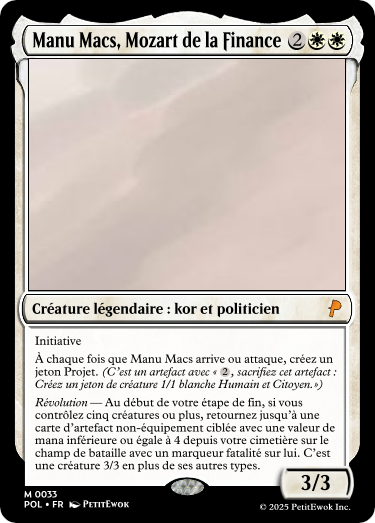 Manu Macs, Mozart de la Finance 2
Créature légendaire : kor et politicien
Initiative
À chaque fois que Manu Macs arrive ou attaque, créez un
jeton Projet. (C'est un artefact avec « 2, sacrifiez cet artefact :
Créez un jeton de créature 1/1 blanche Humain et Citoyen.»)
Révolution — Au début de votre étape de fin, si vous
contrôlez cinq créatures ou plus, retournez jusqu'à une
carte d'artefact non-équipement ciblée avec une valeur de
mana inférieure ou égale à 4 depuis votre cimetière sur le
champ de bataille avec un marqueur fatalité sur lui. C'est
une créature 3/3 en plus de ses autres types.
3/3
M 0033
POL • FR PetitEwok
© 2025 PetitEwok Inc.